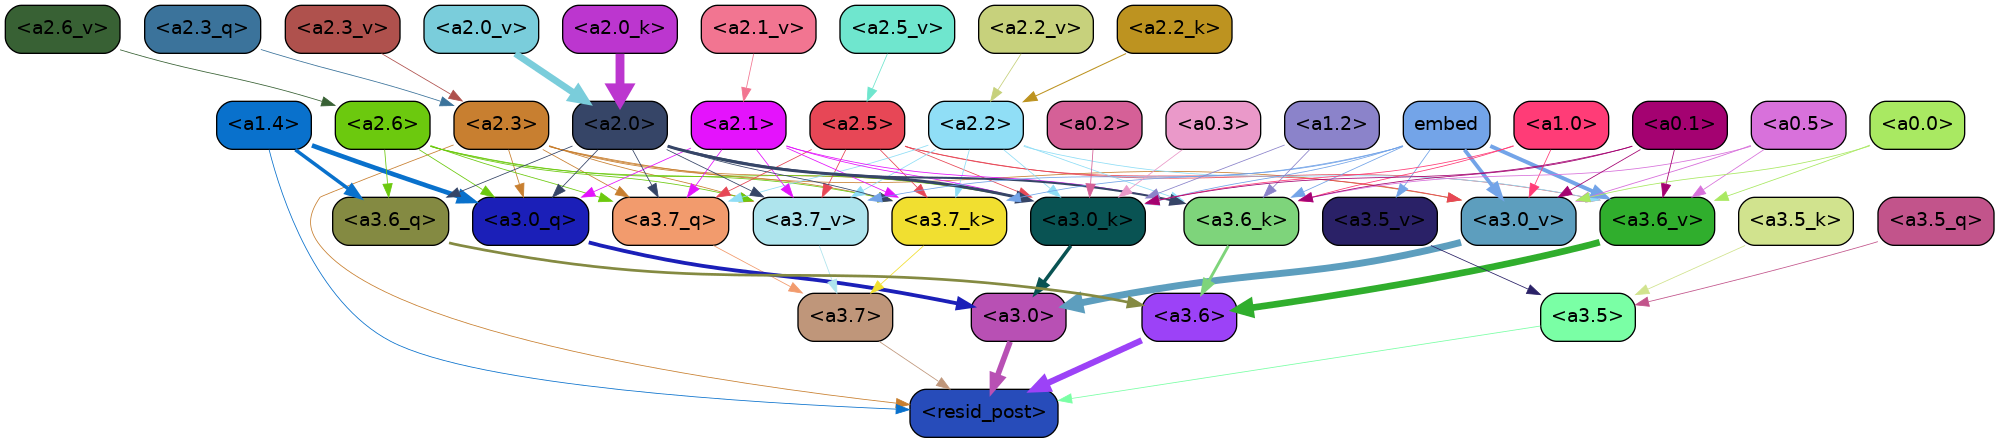 <a2.6_v> <a2.3_q> <a2.3_v> <a2.0_v> <a2.0_k> <a2.1_v> <a2.5_v> <a2.2_v> <a2.2_k>
<a1.4> <a2.6> <a2.3> <a2.0> <a2.1> <a2.5> <a2.2> <a0.2> <a0.3> <a1.2> embed <a1.0> <a0.1> <a0.5> <a0.0>
<a3.6_q> <a3.0_q> <a3.7_q> <a3.7_v> <a3.7_k> <a3.0_k> <a3.6_k> <a3.5_v> <a3.0_v> <a3.6_v> <a3.5_k> <a3.5_q>
<a3.7> <a3.0> <a3.6> <a3.5>
<resid_post>